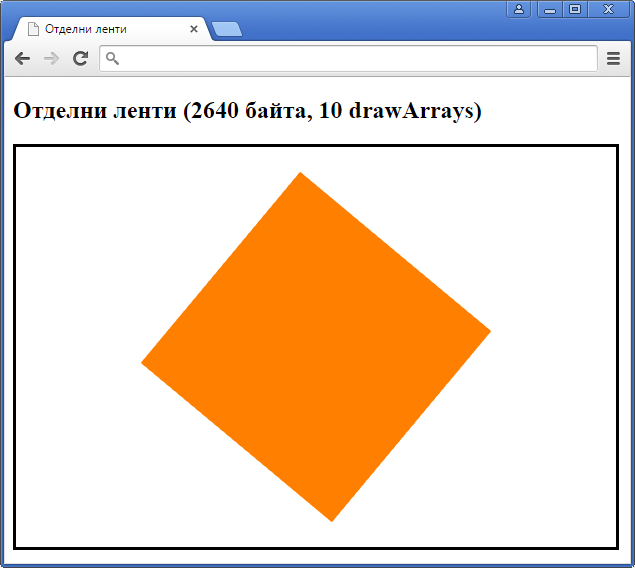 Отделни ленти
Отделни ленти (2640 байта, 10 drawArrays)